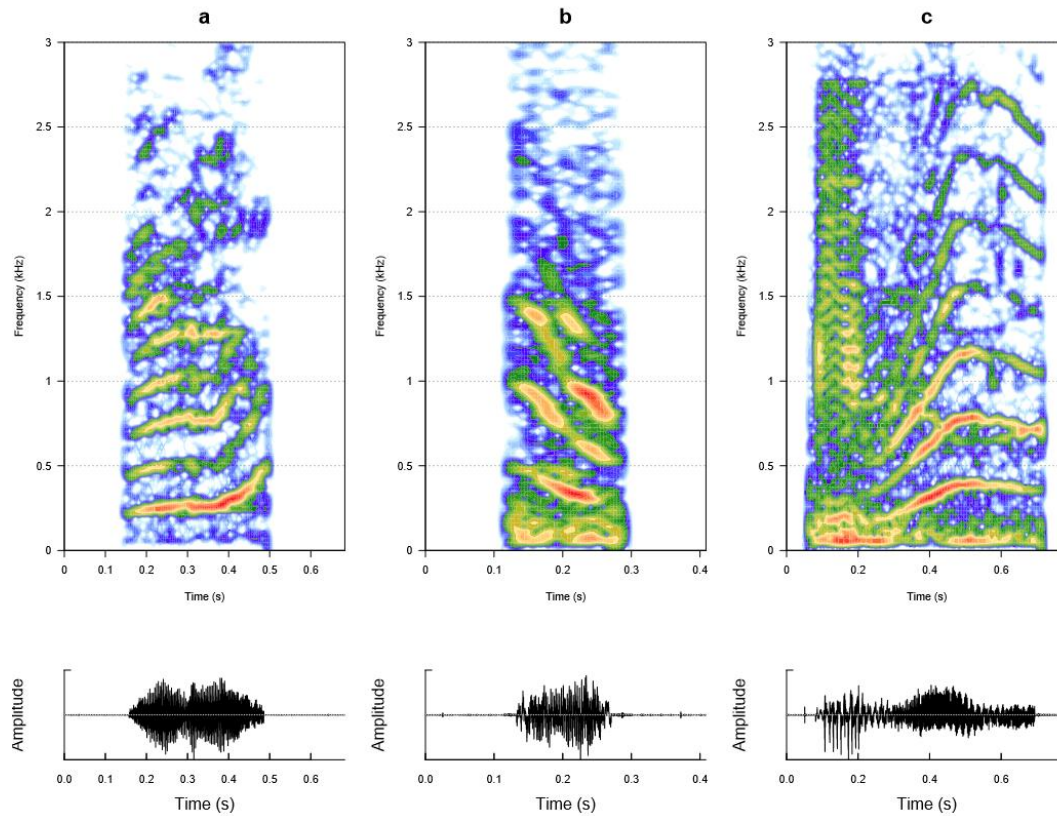 a
3
2.5
2
1.5
1
0.5
0
Frequency (kHz)
0 0.1 0.2 0.3 0.4 0.5 0.6
Time (s)
b
3
2.5
2
1.5
1
0.5
0
Frequency (kHz)
0 0.1 0.2 0.3 0.4
Time (s)
c
3
2.5
2
1.5
1
0.5
0
Frequency (kHz)
0 0.2 0.4 0.6
Time (s)
Amplitude
0.0 0.1 0.2 0.3 0.4 0.5 0.6
Time (s)
Amplitude
0.0 0.1 0.2 0.3 0.4
Time (s)
Amplitude
0.0 0.2 0.4 0.6
Time (s)